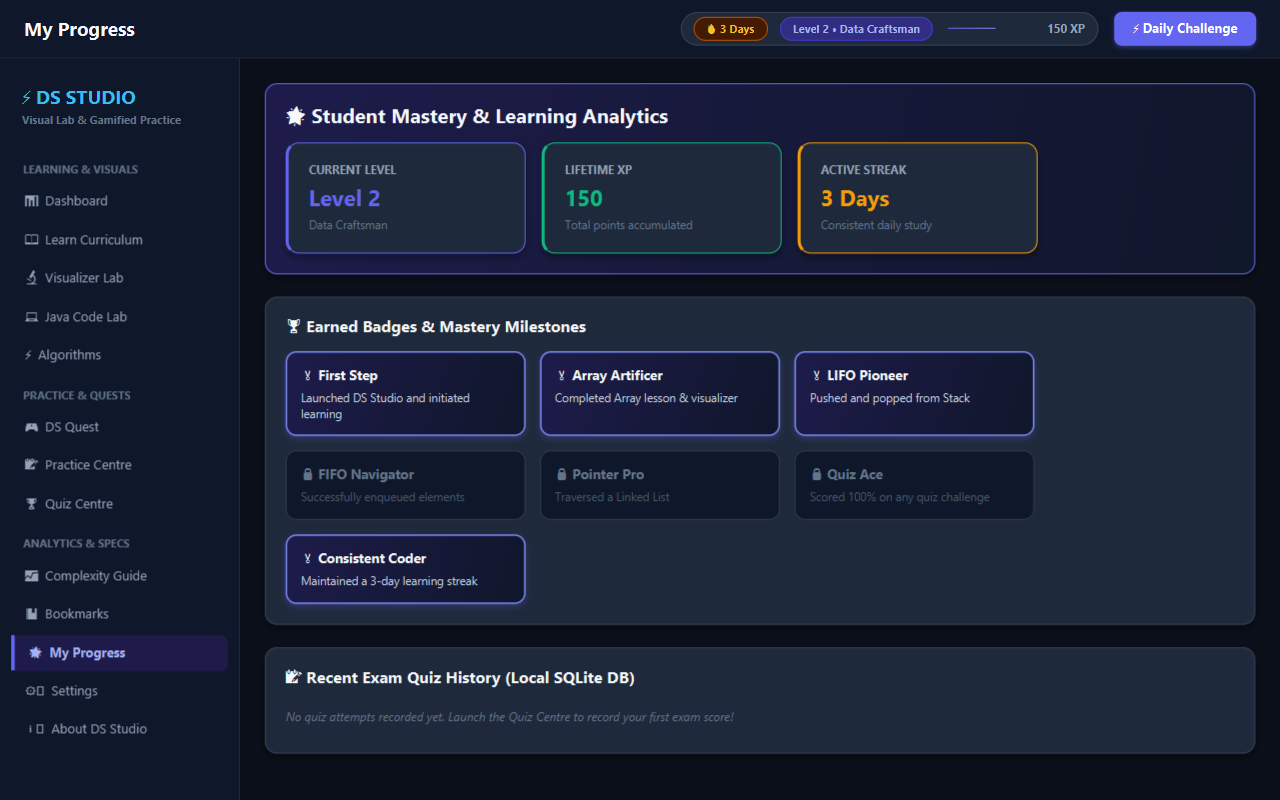 My Progress
3 Days
Level 2 • Data Craftsman
150 XP
⚡ Daily Challenge
⚡ DS STUDIO
Visual Lab & Gamified Practice
LEARNING & VISUALS
Dashboard
Learn Curriculum
Visualizer Lab
Java Code Lab
⚡ Algorithms
PRACTICE & QUESTS
DS Quest
Practice Centre
Quiz Centre
ANALYTICS & SPECS
Complexity Guide
Bookmarks
My Progress
Settings
About DS Studio
Student Mastery & Learning Analytics
CURRENT LEVEL
Level 2
Data Craftsman
LIFETIME XP
150
Total points accumulated
ACTIVE STREAK
3 Days
Consistent daily study
Earned Badges & Mastery Milestones
First Step
Launched DS Studio and initiated
learning
Array Artificer
Completed Array lesson & visualizer
LIFO Pioneer
Pushed and popped from Stack
FIFO Navigator
Successfully enqueued elements
Pointer Pro
Traversed a Linked List
Quiz Ace
Scored 100% on any quiz challenge
Consistent Coder
Maintained a 3-day learning streak
Recent Exam Quiz History (Local SQLite DB)
No quiz attempts recorded yet. Launch the Quiz Centre to record your first exam score!